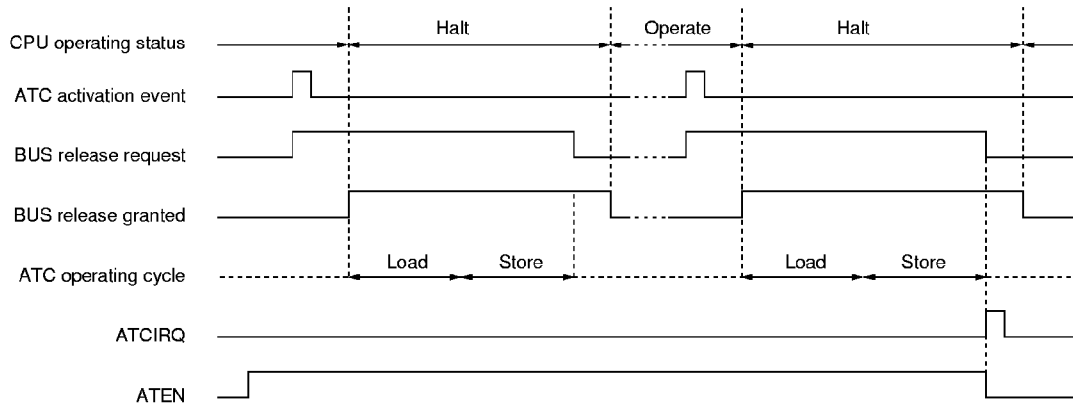 Halt Operate Halt
CPU operating status
ATC activation event
BUS release request
BUS release granted
ATC operating cycle Load Store Load Store
ATCIRQ
ATEN